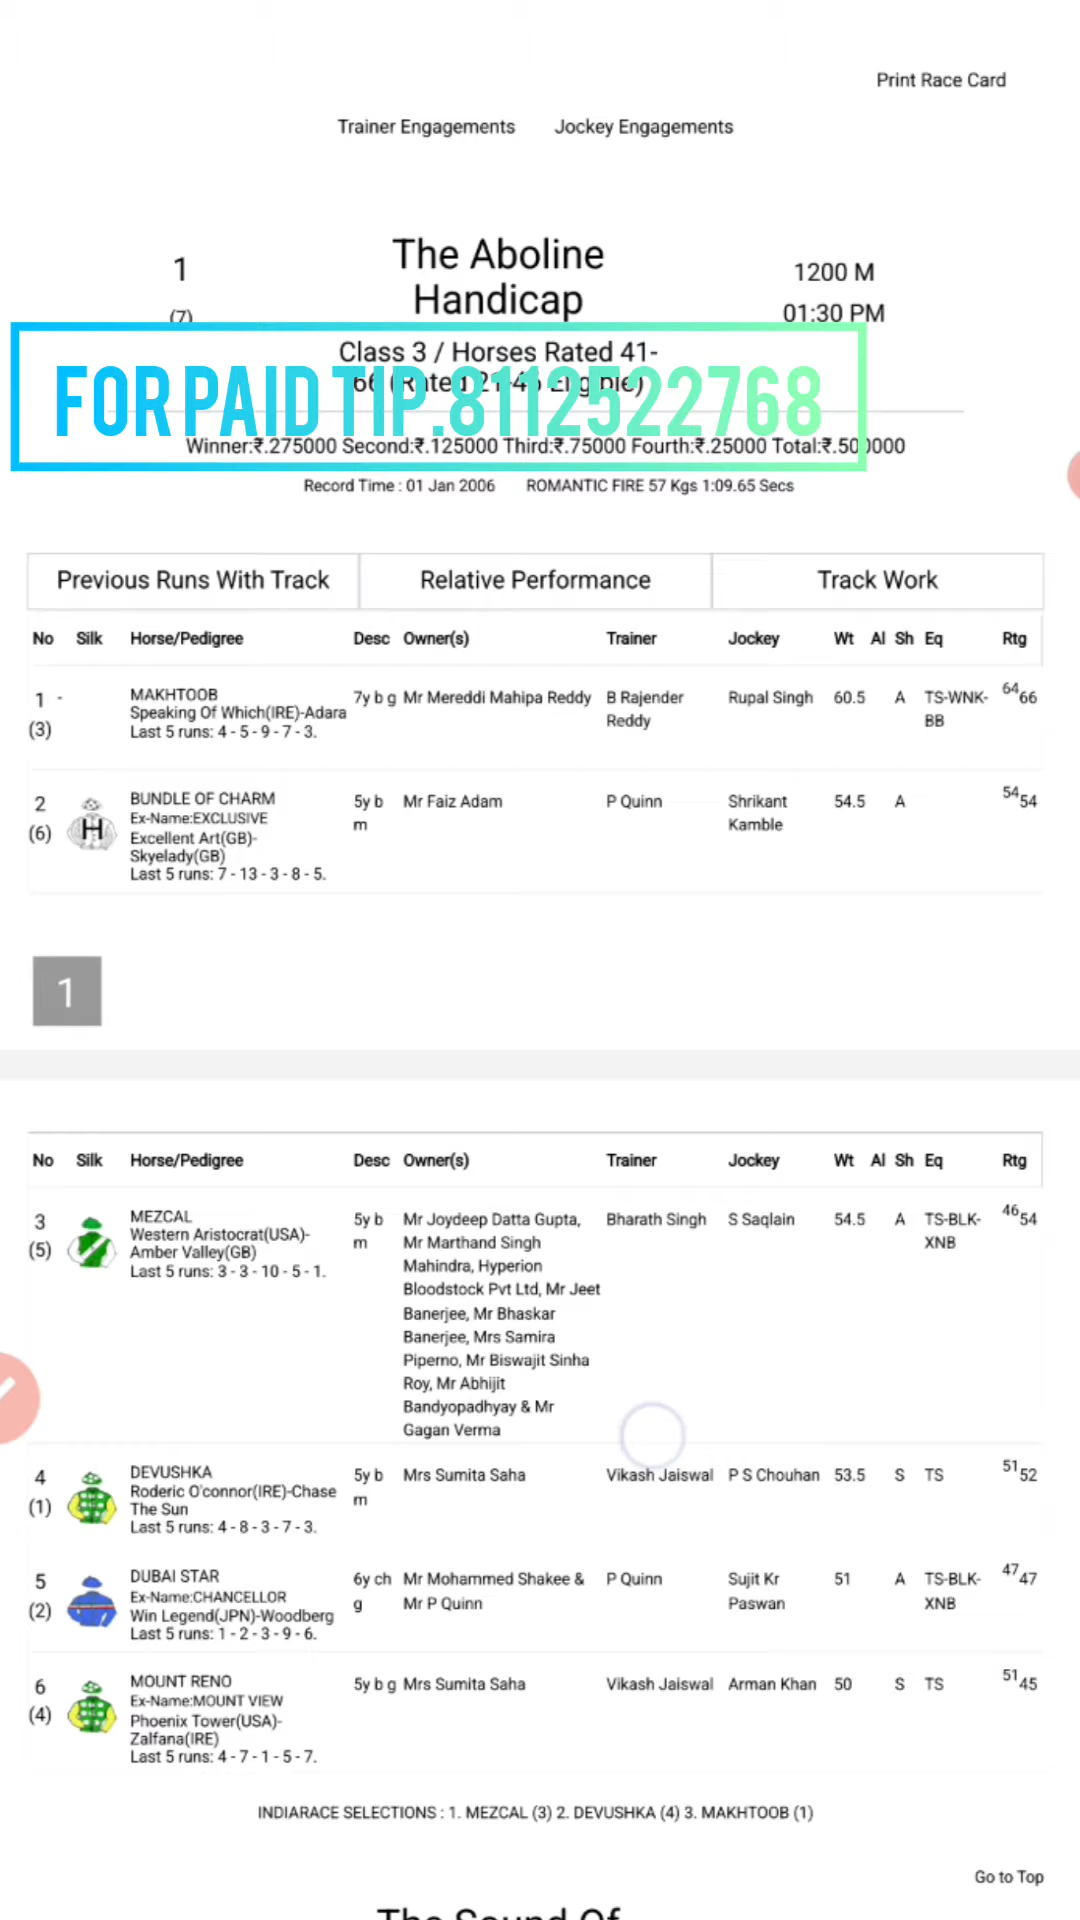 Print Race Card
Trainer Engagements Jockey Engagements
1 The Aboline Handicap 1200 M
(7) 01:30 PM
Class 3 / Horses Rated 41-
66 (Rated 21-45 Eligible)
FOR PAID TIP.8112522768
Winner:₹.275000 Second:₹.125000 Third:₹.75000 Fourth:₹.25000 Total:₹.500000
Record Time : 01 Jan 2006 ROMANTIC FIRE 57 Kgs 1:09.65 Secs
Previous Runs With Track Relative Performance Track Work
No Silk Horse/Pedigree Desc Owner(s) Trainer Jockey Wt Al Sh Eq Rtg
1 - MAKHTOOB 7y b g Mr Mereddi Mahipa Reddy B Rajender Rupal Singh 60.5 A TS-WNK- 64 66
Speaking Of Which(IRE)-Adara Reddy BB
(3) Last 5 runs: 4 - 5 - 9 - 7 - 3.
2 BUNDLE OF CHARM 5y b Mr Faiz Adam P Quinn Shrikant 54.5 A 54 54
Ex-Name:EXCLUSIVE m Kamble
(6) H Excellent Art(GB)-
Skyelady(GB)
Last 5 runs: 7 - 13 - 3 - 8 - 5.
1
No Silk Horse/Pedigree Desc Owner(s) Trainer Jockey Wt Al Sh Eq Rtg
3 MEZCAL 5y b Mr Joydeep Datta Gupta, Bharath Singh S Saqlain 54.5 A TS-BLK- 46 54
Western Aristocrat(USA)- m Mr Marthand Singh XNB
(5) Amber Valley(GB) Mahindra, Hyperion
Last 5 runs: 3 - 3 - 10 - 5 - 1. Bloodstock Pvt Ltd, Mr Jeet
Banerjee, Mr Bhaskar
Banerjee, Mrs Samira
Piperno, Mr Biswajit Sinha
Roy, Mr Abhijit
Bandyopadhyay & Mr
Gagan Verma
4 DEVUSHKA 5y b Mrs Sumita Saha Vikash Jaiswal P S Chouhan 53.5 S TS 51 52
Roderic O'connor(IRE)-Chase m
(1) The Sun
Last 5 runs: 4 - 8 - 3 - 7 - 3.
5 DUBAI STAR 6y ch Mr Mohammed Shakee & P Quinn Sujit Kr 51 A TS-BLK- 47 47
Ex-Name:CHANCELLOR g Mr P Quinn Paswan XNB
(2) Win Legend(JPN)-Woodberg
Last 5 runs: 1 - 2 - 3 - 9 - 6.
6 MOUNT RENO 5y b g Mrs Sumita Saha Vikash Jaiswal Arman Khan 50 S TS 51 45
Ex-Name:MOUNT VIEW
(4) Phoenix Tower(USA)-
Zalfana(IRE)
Last 5 runs: 4 - 7 - 1 - 5 - 7.
INDIARACE SELECTIONS : 1. MEZCAL (3) 2. DEVUSHKA (4) 3. MAKHTOOB (1)
Go to Top
The Sound Of